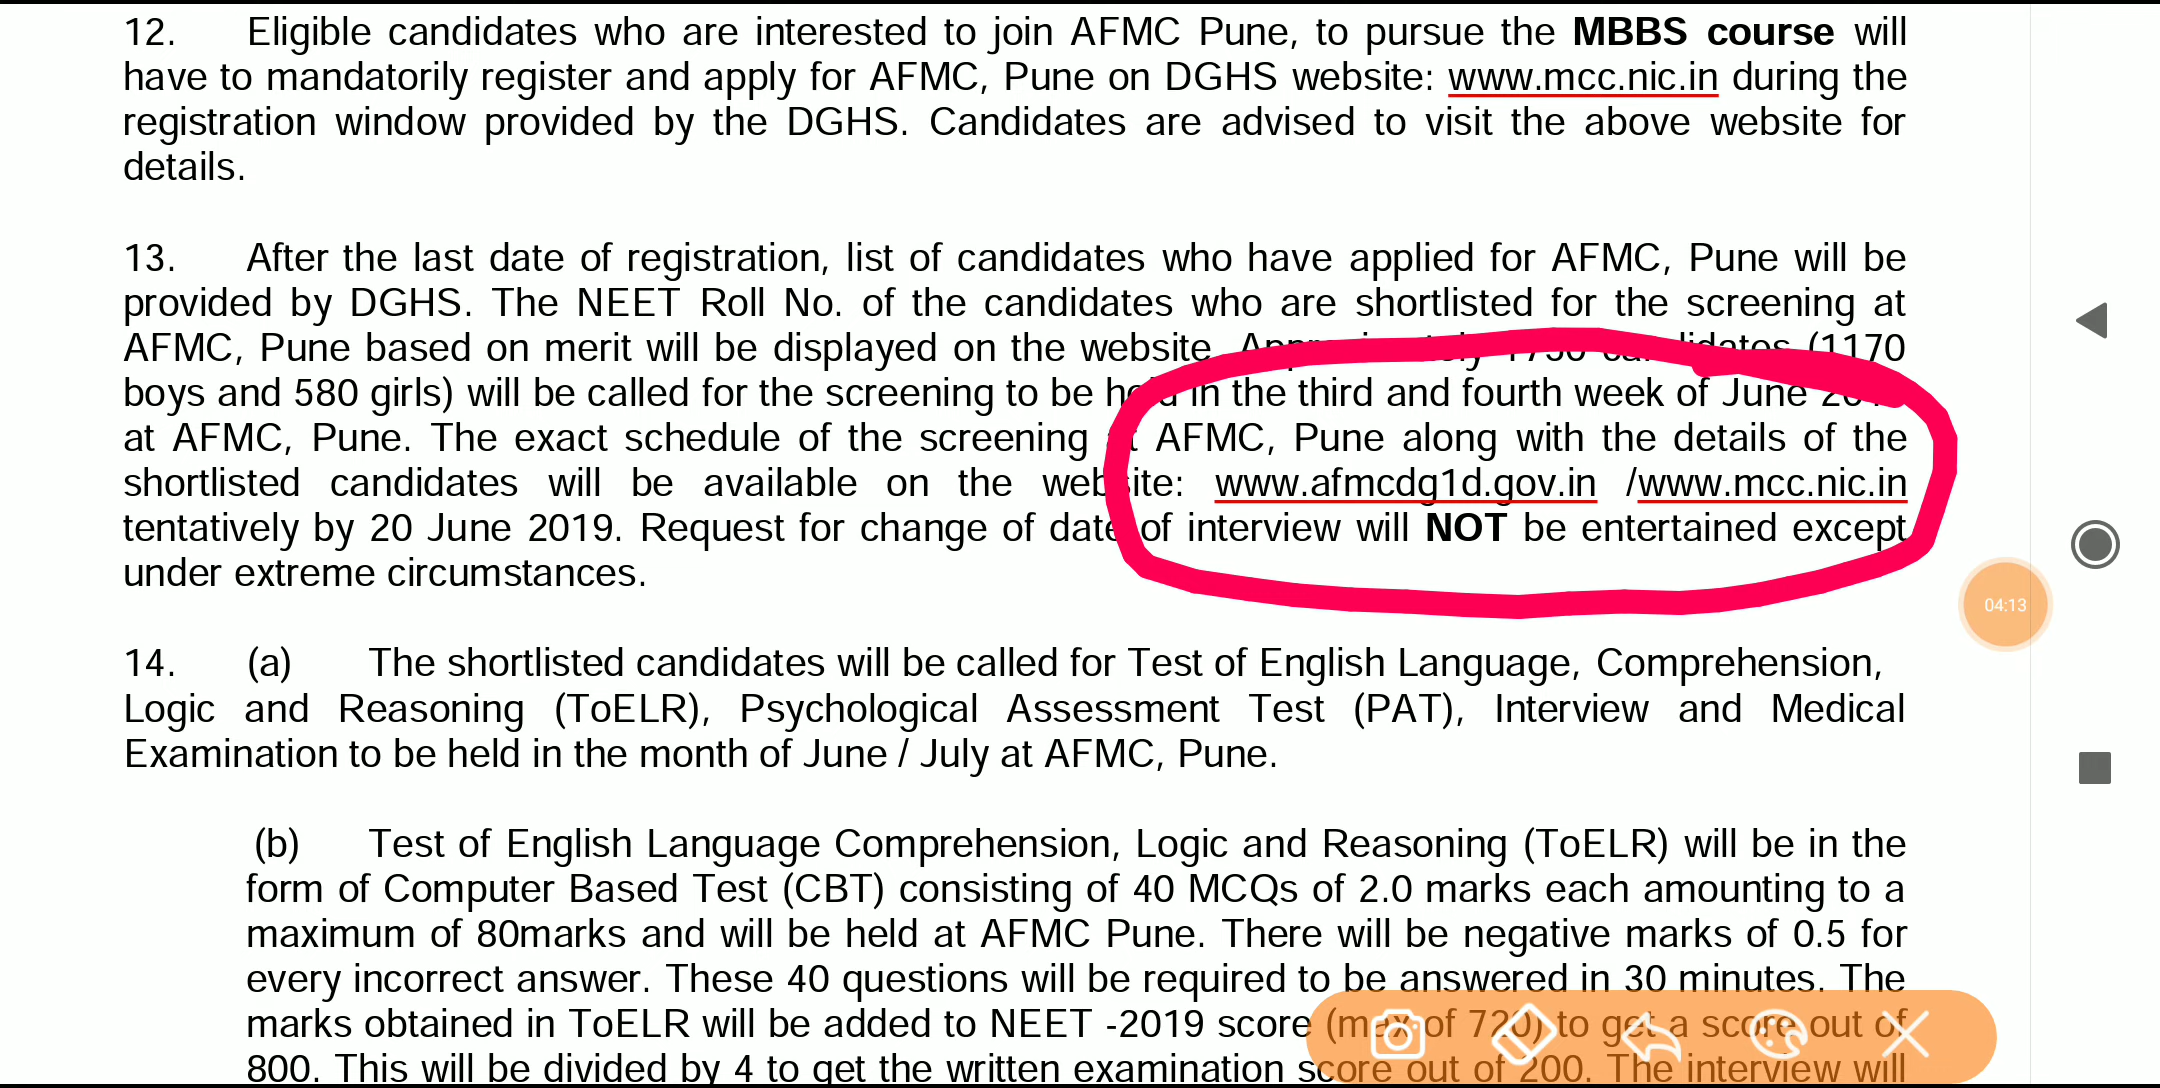 12. Eligible candidates who are interested to join AFMC Pune, to pursue the MBBS course will
have to mandatorily register and apply for AFMC, Pune on DGHS website: www.mcc.nic.in during the
registration window provided by the DGHS. Candidates are advised to visit the above website for
details.
13. After the last date of registration, list of candidates who have applied for AFMC, Pune will be
provided by DGHS. The NEET Roll No. of the candidates who are shortlisted for the screening at
AFMC, Pune based on merit will be displayed on the website. Approximately 1750 candidates (1170
boys and 580 girls) will be called for the screening to be held in the third and fourth week of June
at AFMC, Pune. The exact schedule of the screening at AFMC, Pune along with the details of the
shortlisted candidates will be available on the website: www.afmcdg1d.gov.in /www.mcc.nic.in
tentatively by 20 June 2019. Request for change of date of interview will NOT be entertained except
under extreme circumstances.
04:13
14. (a) The shortlisted candidates will be called for Test of English Language, Comprehension,
Logic and Reasoning (ToELR), Psychological Assessment Test (PAT), Interview and Medical
Examination to be held in the month of June / July at AFMC, Pune.
(b) Test of English Language Comprehension, Logic and Reasoning (ToELR) will be in the
form of Computer Based Test (CBT) consisting of 40 MCQs of 2.0 marks each amounting to a
maximum of 80marks and will be held at AFMC Pune. There will be negative marks of 0.5 for
every incorrect answer. These 40 questions will be required to be answered in 30 minutes. The
marks obtained in ToELR will be added to NEET -2019 score (max of 720) to get a score out of
800. This will be divided by 4 to get the written examination score out of 200. The interview will